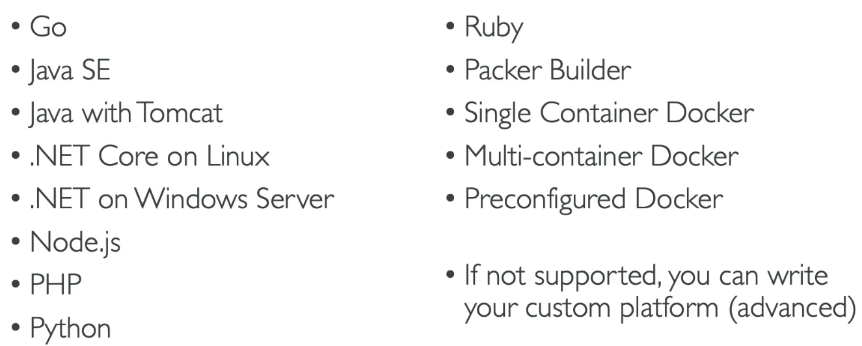 • Go
• Java SE
• Java with Tomcat
• .NET Core on Linux
• .NET on Windows Server
• Node.js
• PHP
• Python
• Ruby
• Packer Builder
• Single Container Docker
• Multi-container Docker
• Preconfigured Docker
• If not supported, you can write
your custom platform (advanced)